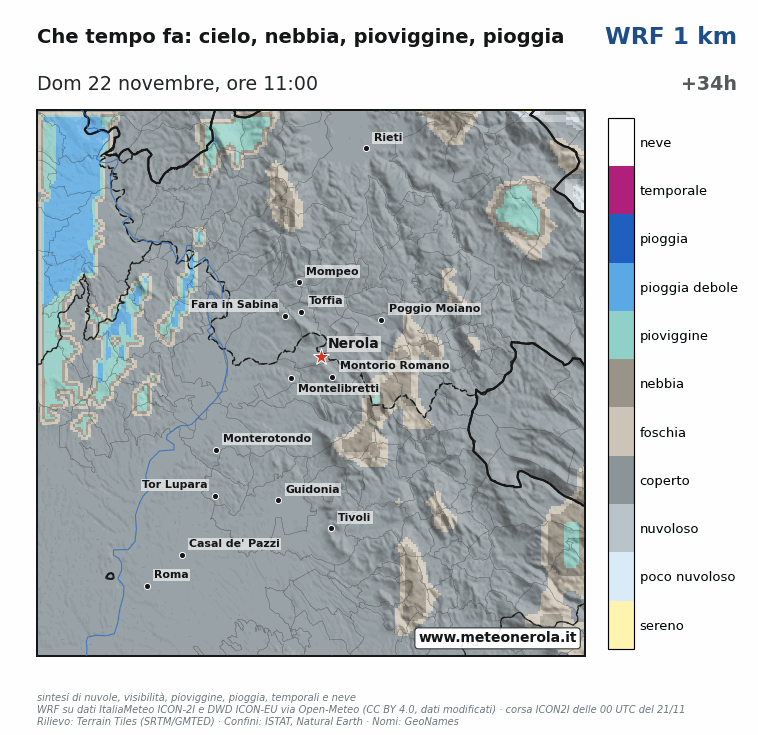 Che tempo fa: cielo, nebbia, pioviggine, pioggia
WRF 1 km
Dom 22 novembre, ore 11:00
+34h
Rieti
Mompeo
Fara in Sabina
Toffia
Poggio Moiano
Nerola
Montorio Romano
Montelibretti
Monterotondo
Tor Lupara
Guidonia
Tivoli
Casal de' Pazzi
Roma
www.meteonerola.it
neve
temporale
pioggia
pioggia debole
pioviggine
nebbia
foschia
coperto
nuvoloso
poco nuvoloso
sereno
sintesi di nuvole, visibilità, pioviggine, pioggia, temporali e neve
WRF su dati ItaliaMeteo ICON-2I e DWD ICON-EU via Open-Meteo (CC BY 4.0, dati modificati) · corsa ICON2I delle 00 UTC del 21/11
Rilievo: Terrain Tiles (SRTM/GMTED) · Confini: ISTAT, Natural Earth · Nomi: GeoNames